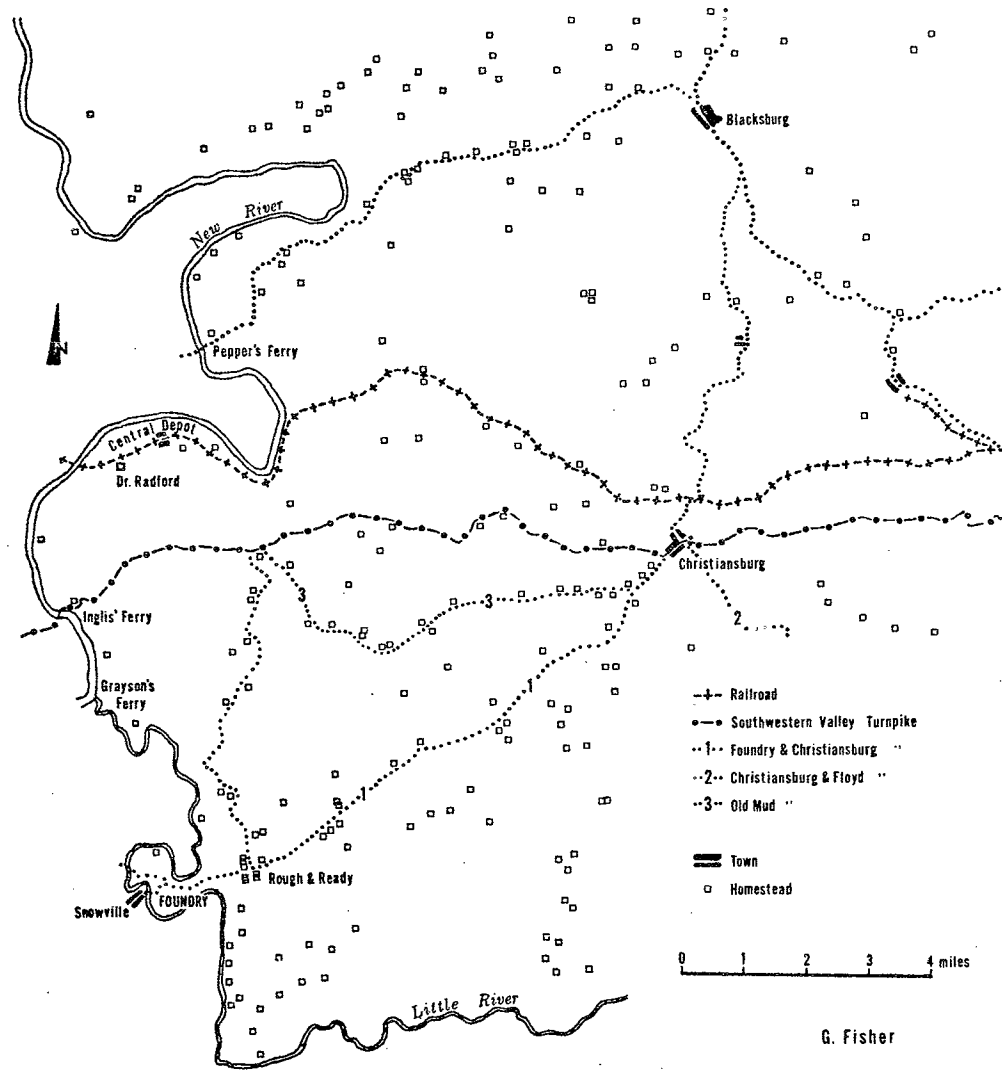 Blacksburg
New River
Pepper's Ferry
N
Central Depot
Dr. Radford
Christiansburg
3
3
2
Inglis' Ferry
Grayson's
Ferry
1
1
Railroad
Southwestern Valley Turnpike
1 Foundry & Christiansburg "
2 Christiansburg & Floyd "
3 Old Mud "
Town
Homestead
Rough & Ready
FOUNDRY
Snowville
0 1 2 3 4 miles
Little River
G. Fisher